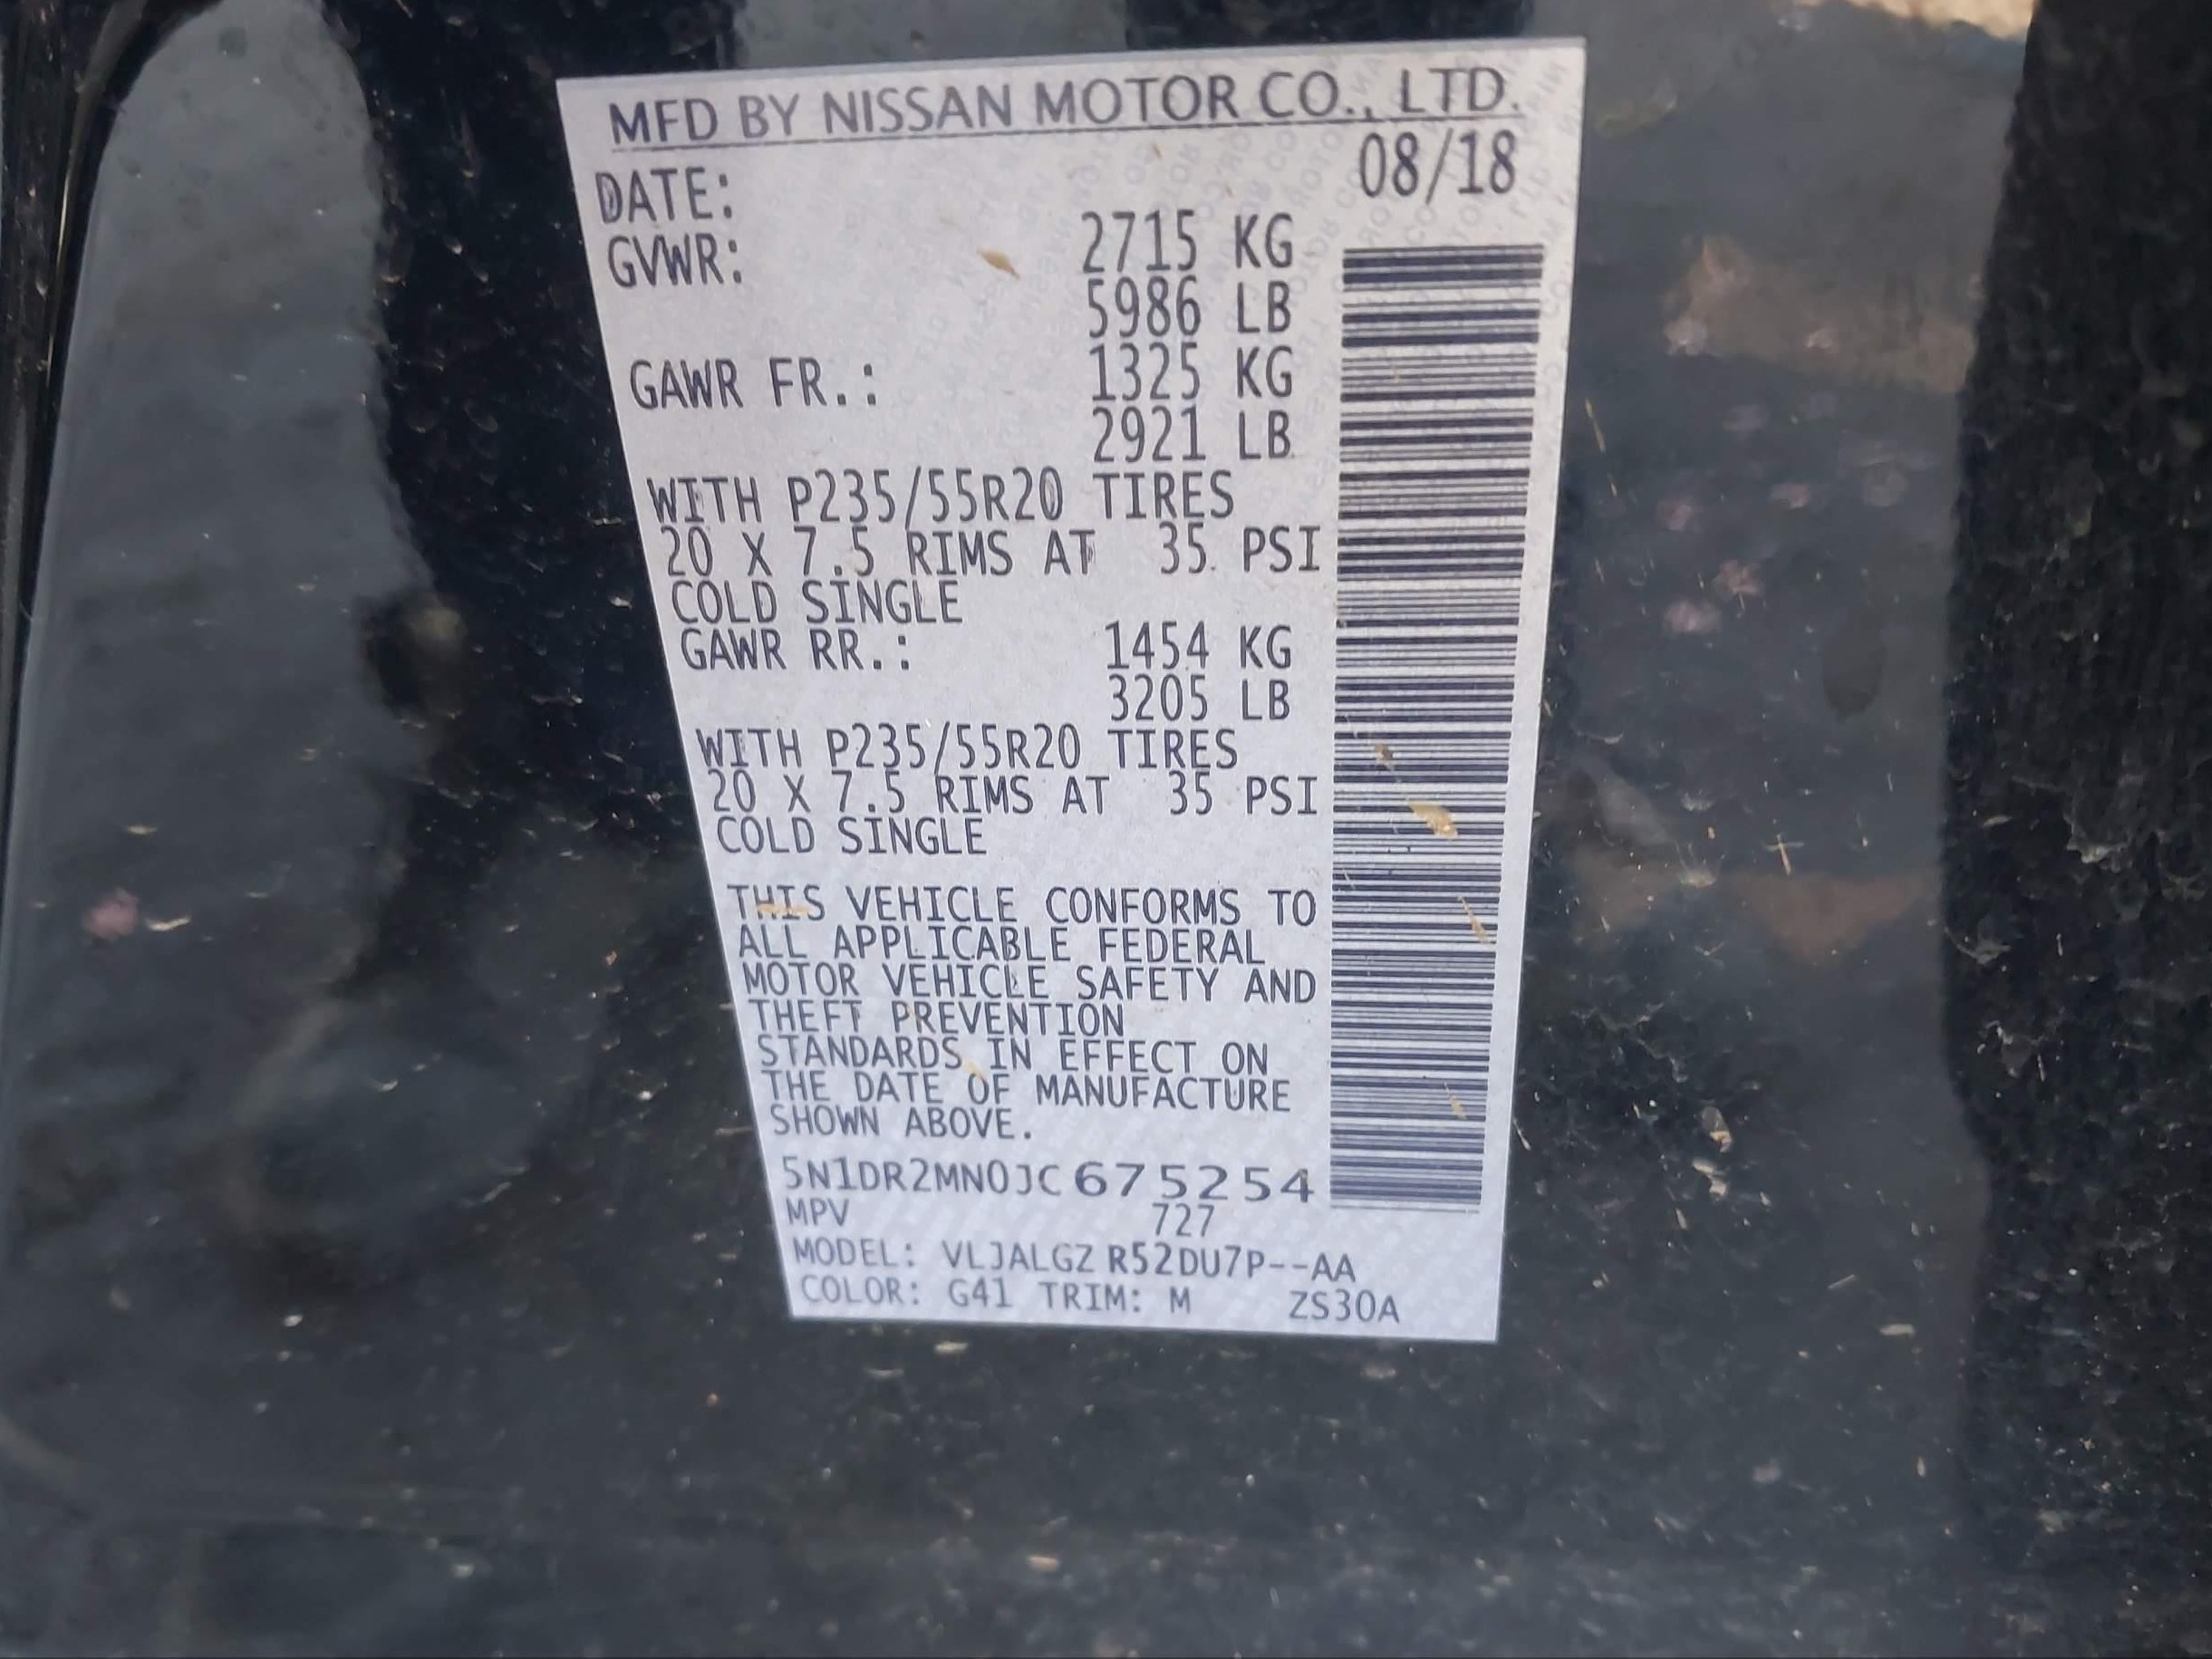 MFD BY NISSAN MOTOR CO., LTD.
DATE: 08/18
GVWR: 2715 KG
5986 LB
GAWR FR.: 1325 KG
2921 LB
WITH P235/55R20 TIRES
20 X 7.5 RIMS AT 35 PSI
COLD SINGLE
GAWR RR.: 1454 KG
3205 LB
WITH P235/55R20 TIRES
20 X 7.5 RIMS AT 35 PSI
COLD SINGLE
THIS VEHICLE CONFORMS TO
ALL APPLICABLE FEDERAL
MOTOR VEHICLE SAFETY AND
THEFT PREVENTION
STANDARDS IN EFFECT ON
THE DATE OF MANUFACTURE
SHOWN ABOVE.
5N1DR2MN0JC675254
MPV 727
MODEL: VLJALGZ R52DU7P--AA
COLOR: G41 TRIM: M ZS30A